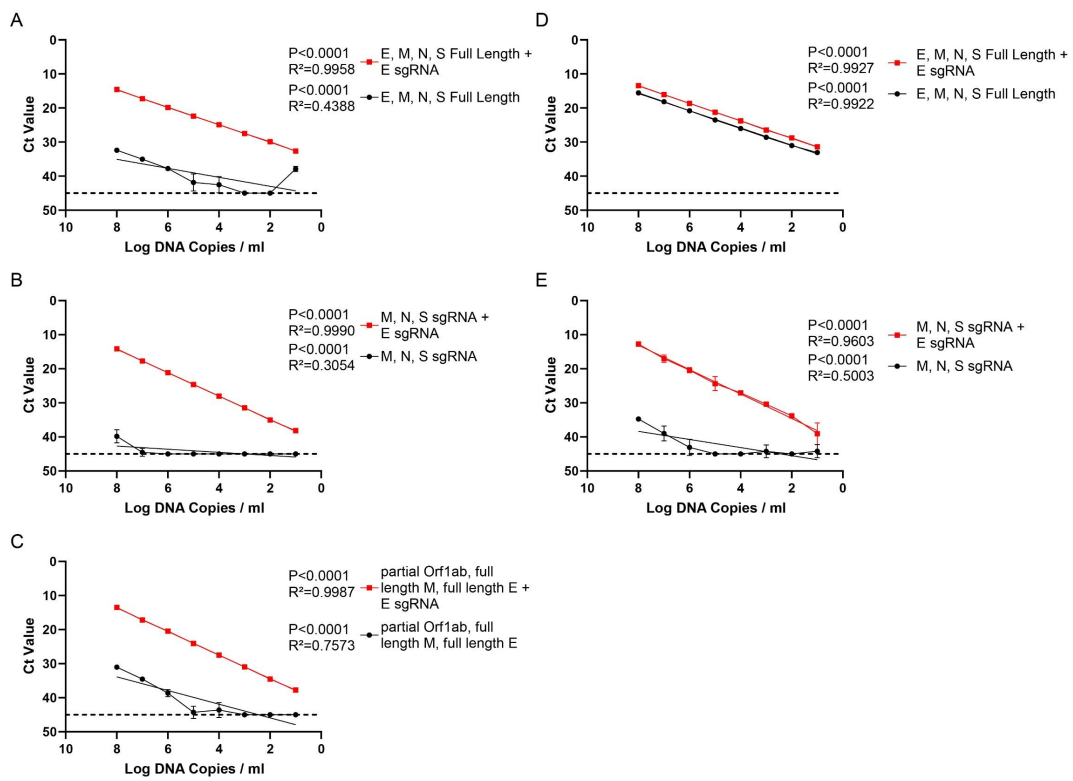 A
0
10
20
30
40
50
Ct Value
10
8
6
4
2
0
Log DNA Copies / ml
P<0.0001
R²=0.9958
E, M, N, S Full Length +
E sgRNA
P<0.0001
R²=0.4388
E, M, N, S Full Length
D
0
10
20
30
40
50
Ct Value
10
8
6
4
2
0
Log DNA Copies / ml
P<0.0001
R²=0.9927
E, M, N, S Full Length +
E sgRNA
P<0.0001
R²=0.9922
E, M, N, S Full Length
B
0
10
20
30
40
50
Ct Value
10
8
6
4
2
0
Log DNA Copies / ml
P<0.0001
R²=0.9990
M, N, S sgRNA +
E sgRNA
P<0.0001
R²=0.3054
M, N, S sgRNA
E
0
10
20
30
40
50
Ct Value
10
8
6
4
2
0
Log DNA Copies / ml
P<0.0001
R²=0.9603
M, N, S sgRNA +
E sgRNA
P<0.0001
R²=0.5003
M, N, S sgRNA
C
0
10
20
30
40
50
Ct Value
10
8
6
4
2
0
Log DNA Copies / ml
P<0.0001
R²=0.9987
partial Orf1ab, full
length M, full length E +
E sgRNA
P<0.0001
R²=0.7573
partial Orf1ab, full
length M, full length E